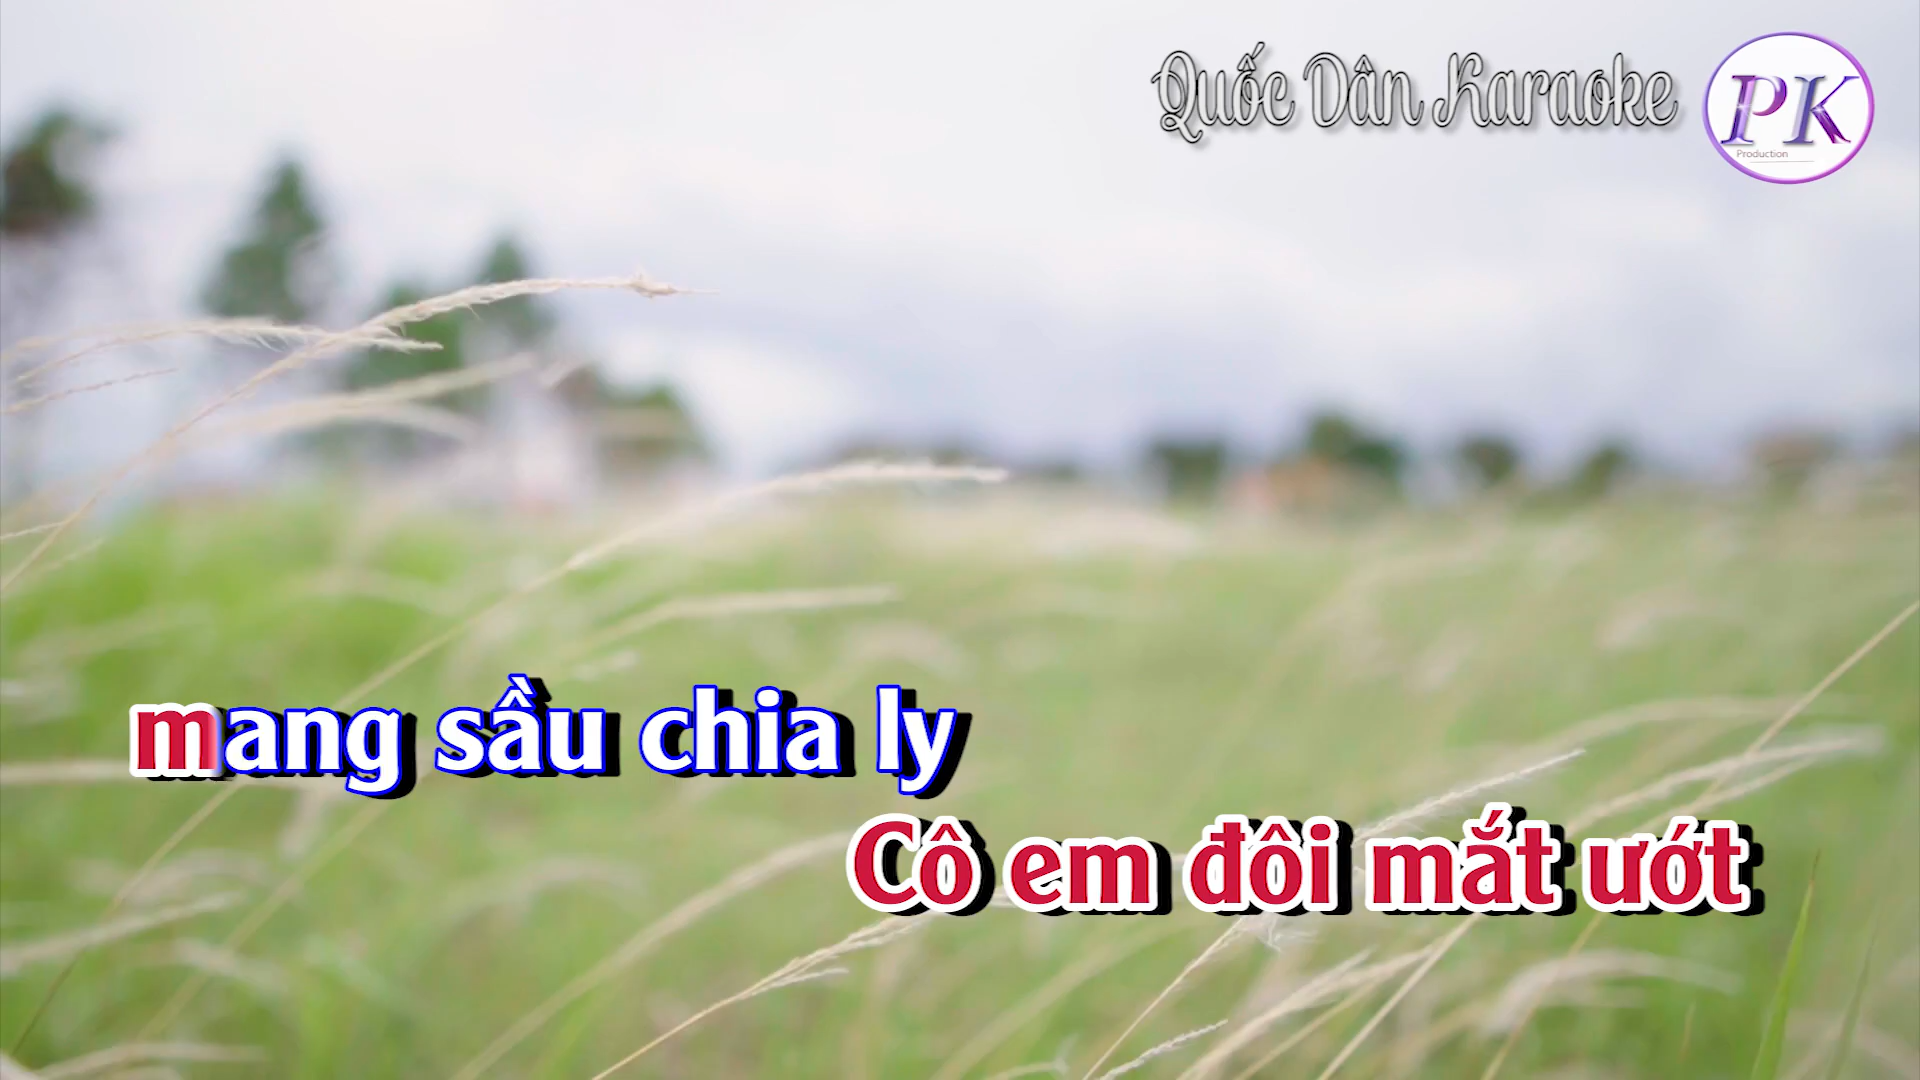 Quốc Dân Karaoke
PK
Production
mang sầu chia ly
Cô em đôi mắt ướt